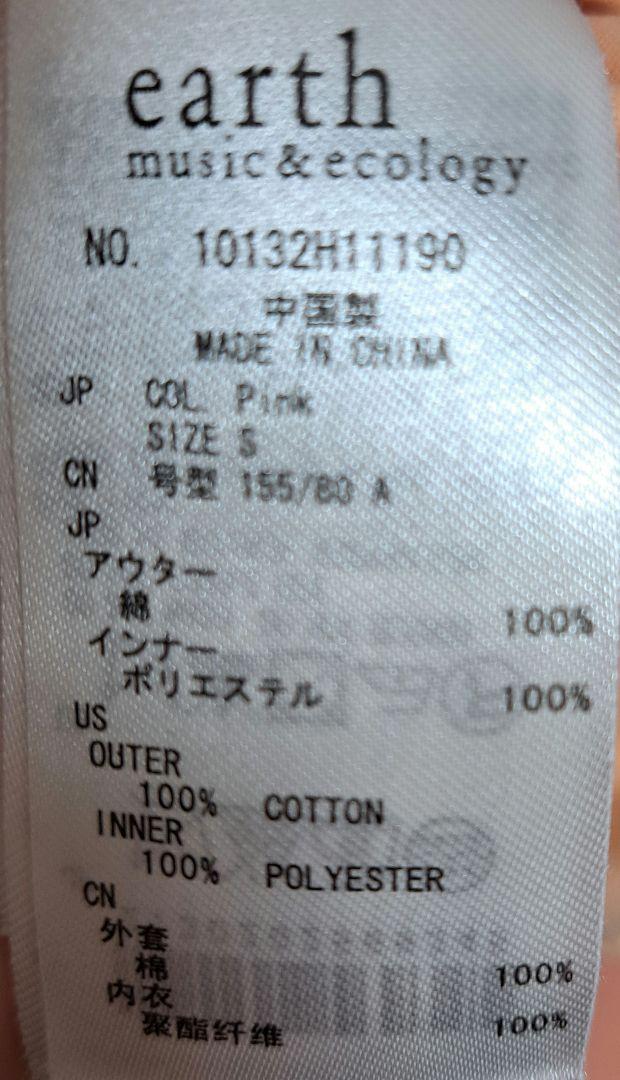 earth
music&ecology
NO. 10132H11190
中国製
MADE IN CHINA
JP COL Pink
SIZE S
CN 号型 155/80 A
JP
アウター
綿 100%
インナー
ポリエステル 100%
US
OUTER
100% COTTON
INNER
100% POLYESTER
CN
外套
棉 100%
内衣
聚酯纤维 100%